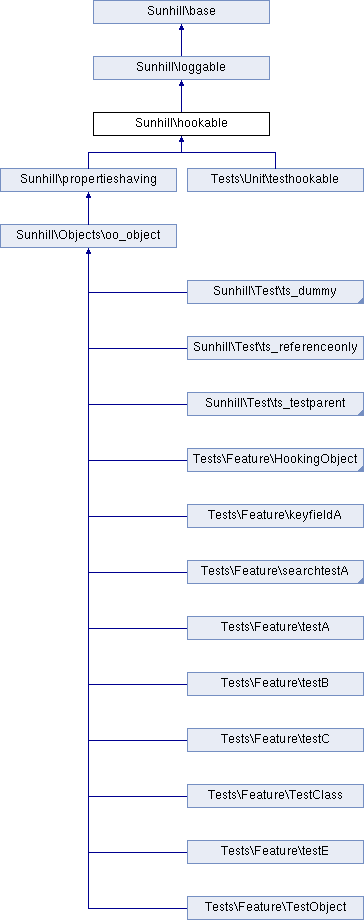 Sunhill\base
Sunhill\loggable
Sunhill\hookable
Sunhill\propertieshaving
Tests\Unit\testhookable
Sunhill\Objects\oo_object
Sunhill\Test\ts_dummy
Sunhill\Test\ts_referenceonly
Sunhill\Test\ts_testparent
Tests\Feature\HookingObject
Tests\Feature\keyfieldA
Tests\Feature\searchtestA
Tests\Feature\testA
Tests\Feature\testB
Tests\Feature\testC
Tests\Feature\TestClass
Tests\Feature\testE
Tests\Feature\TestObject